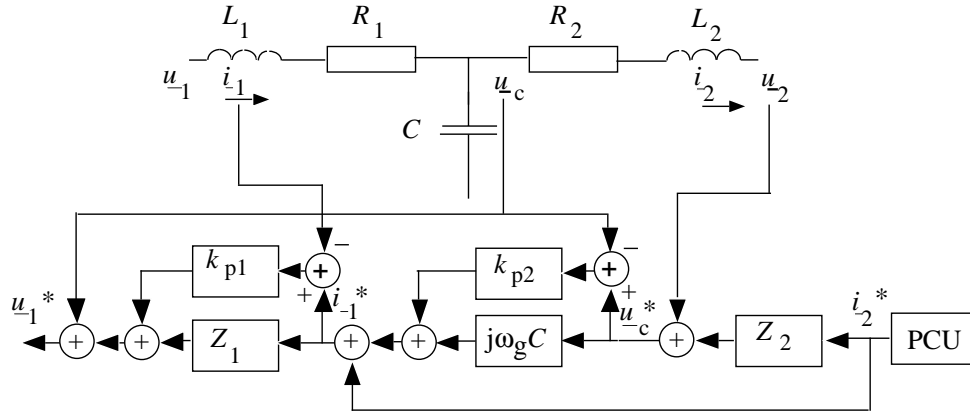 L1 R1 R2 L2
u1 i1 uc i2 u2
C
−
−
kp1 + kp2 +
+ +
u1* i1* uc* i2*
+ + Z1 + + jωgC + Z2 PCU